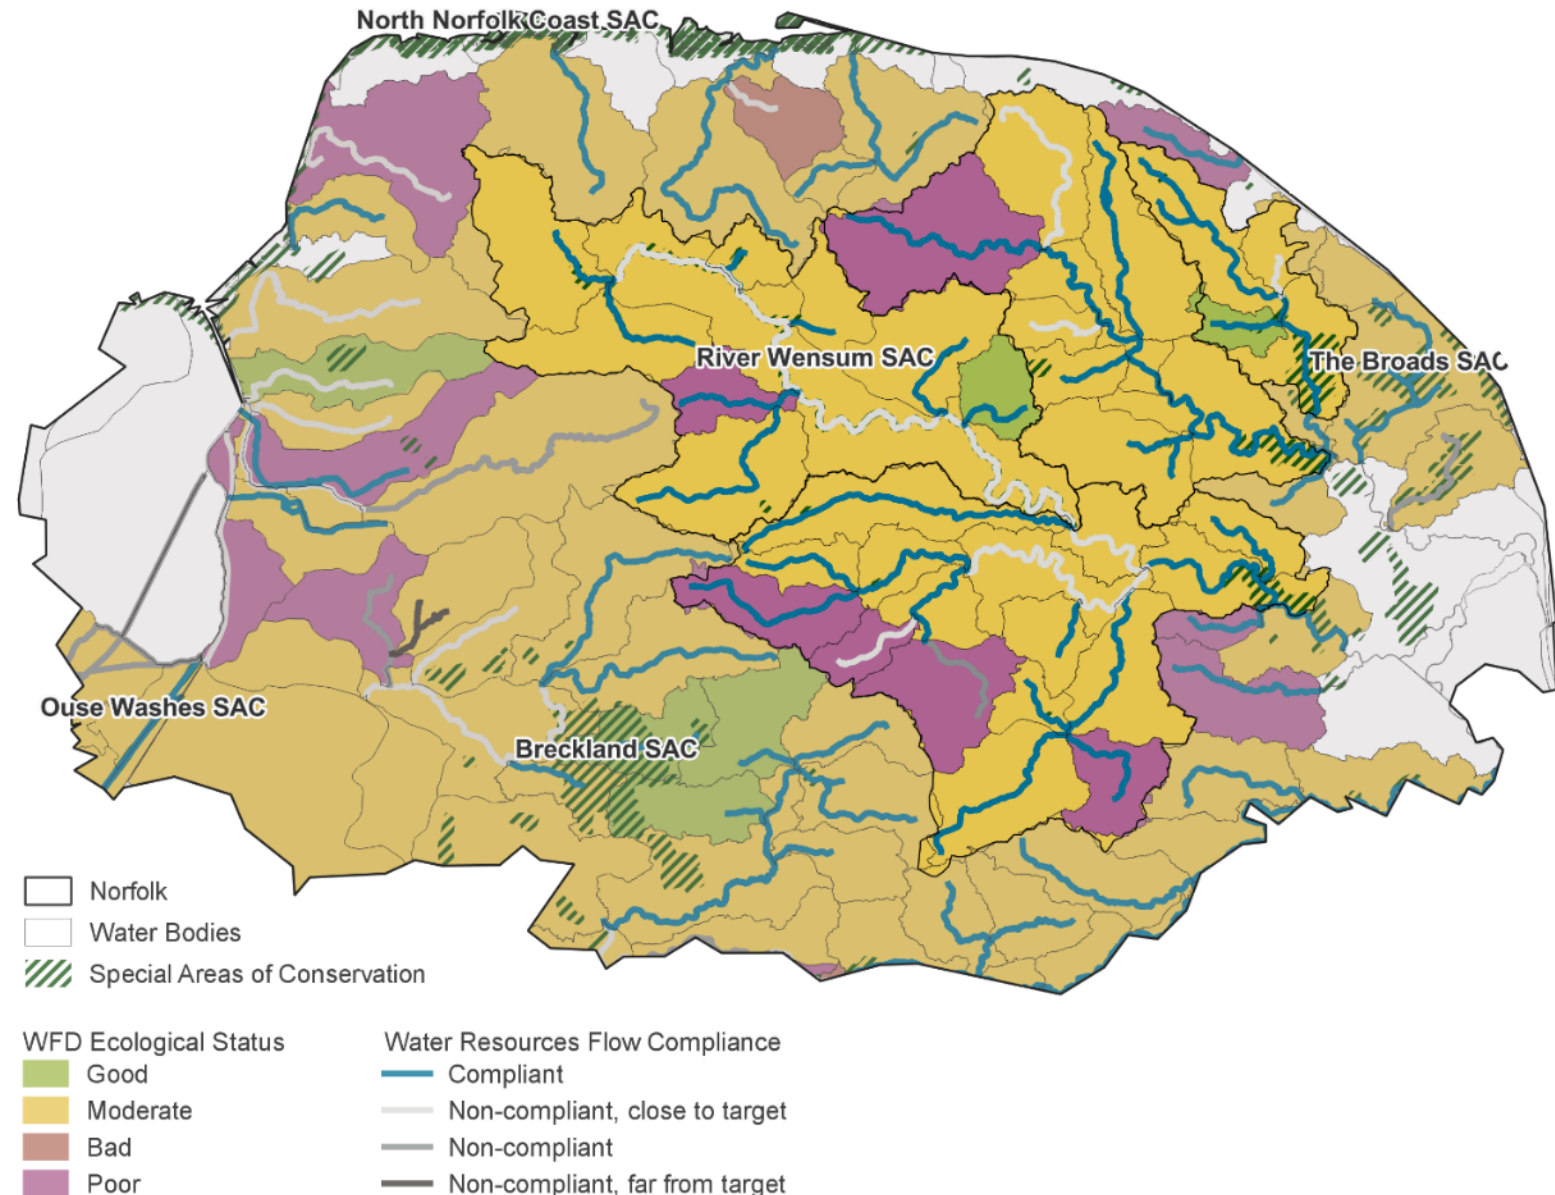 North Norfolk Coast SAC
River Wensum SAC
The Broads SAC
Ouse Washes SAC
Breckland SAC
Norfolk
Water Bodies
Special Areas of Conservation
WFD Ecological Status
Good
Moderate
Bad
Poor
Water Resources Flow Compliance
Compliant
Non-compliant, close to target
Non-compliant
Non-compliant, far from target